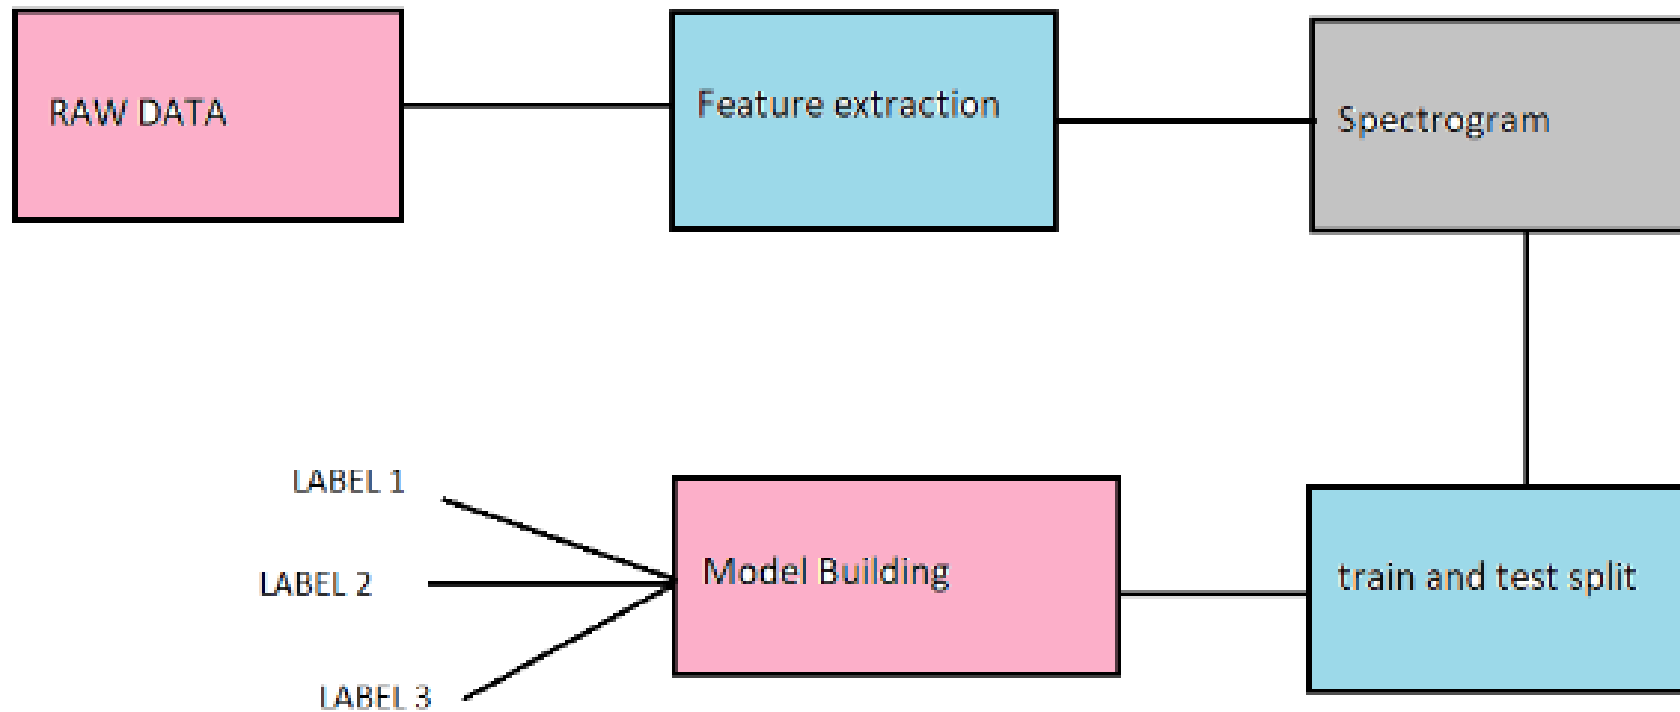 RAW DATA
Feature extraction
Spectrogram
LABEL 1
LABEL 2
LABEL 3
Model Building
train and test split